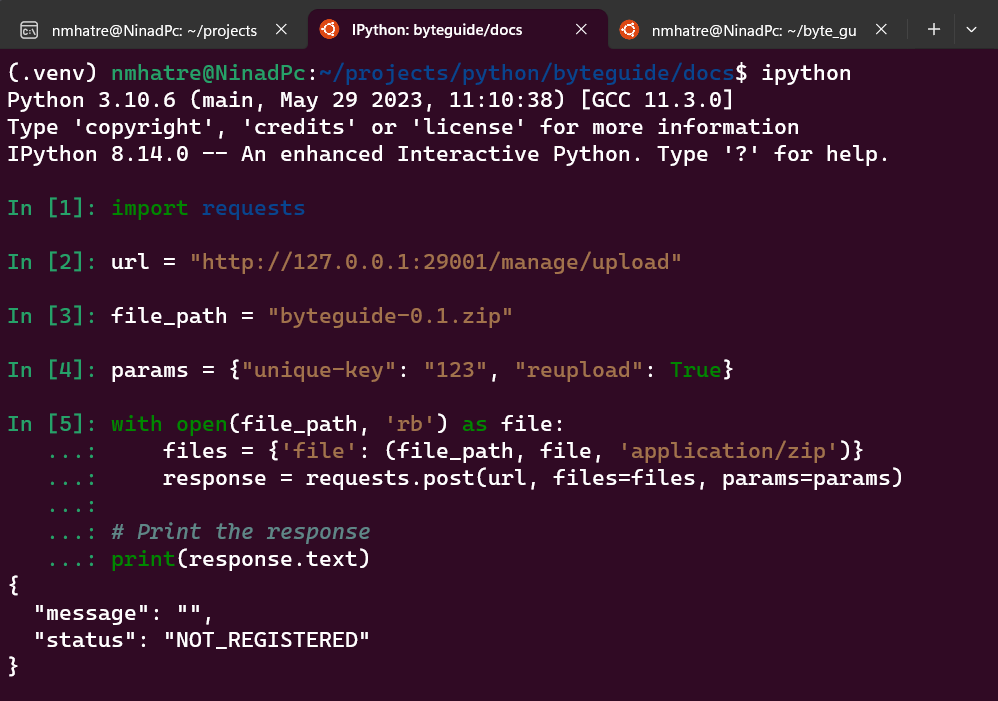 nmhatre@NinadPc: ~/projects
IPython: byteguide/docs
nmhatre@NinadPc: ~/byte_gu
(.venv) nmhatre@NinadPc:~/projects/python/byteguide/docs$ ipython
Python 3.10.6 (main, May 29 2023, 11:10:38) [GCC 11.3.0]
Type 'copyright', 'credits' or 'license' for more information
IPython 8.14.0 -- An enhanced Interactive Python. Type '?' for help.

In [1]: import requests

In [2]: url = "http://127.0.0.1:29001/manage/upload"

In [3]: file_path = "byteguide-0.1.zip"

In [4]: params = {"unique-key": "123", "reupload": True}

In [5]: with open(file_path, 'rb') as file:
   ...:     files = {'file': (file_path, file, 'application/zip')}
   ...:     response = requests.post(url, files=files, params=params)
   ...:
   ...: # Print the response
   ...: print(response.text)
{
  "message": "",
  "status": "NOT_REGISTERED"
}